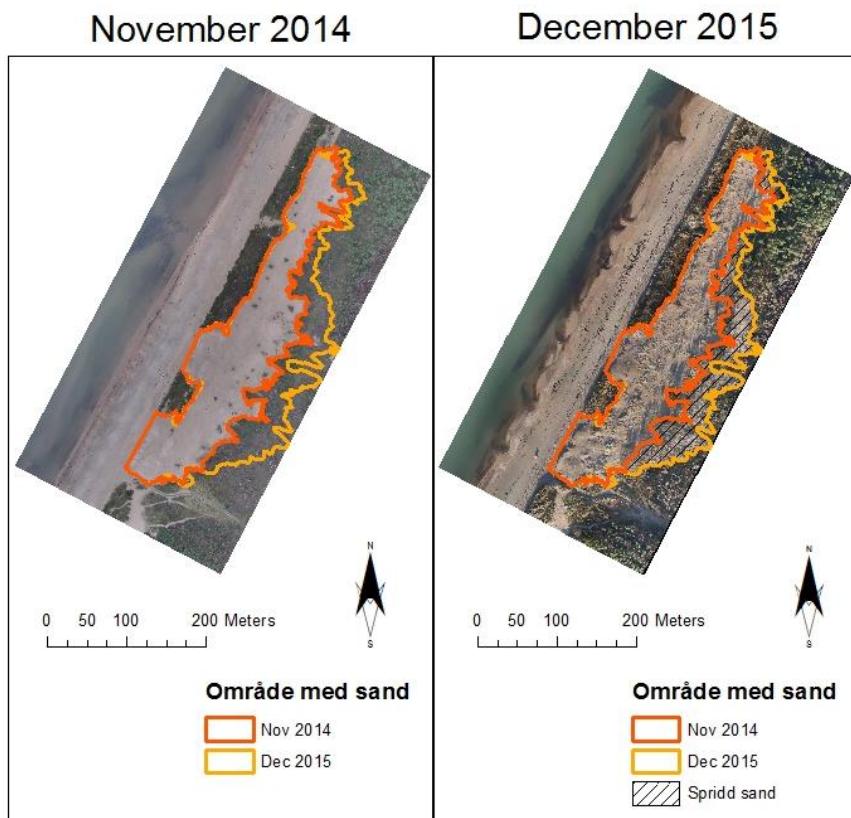 November 2014
December 2015
N
S
0 50 100 200 Meters
Område med sand
Nov 2014
Dec 2015
N
S
0 50 100 200 Meters
Område med sand
Nov 2014
Dec 2015
Spridd sand